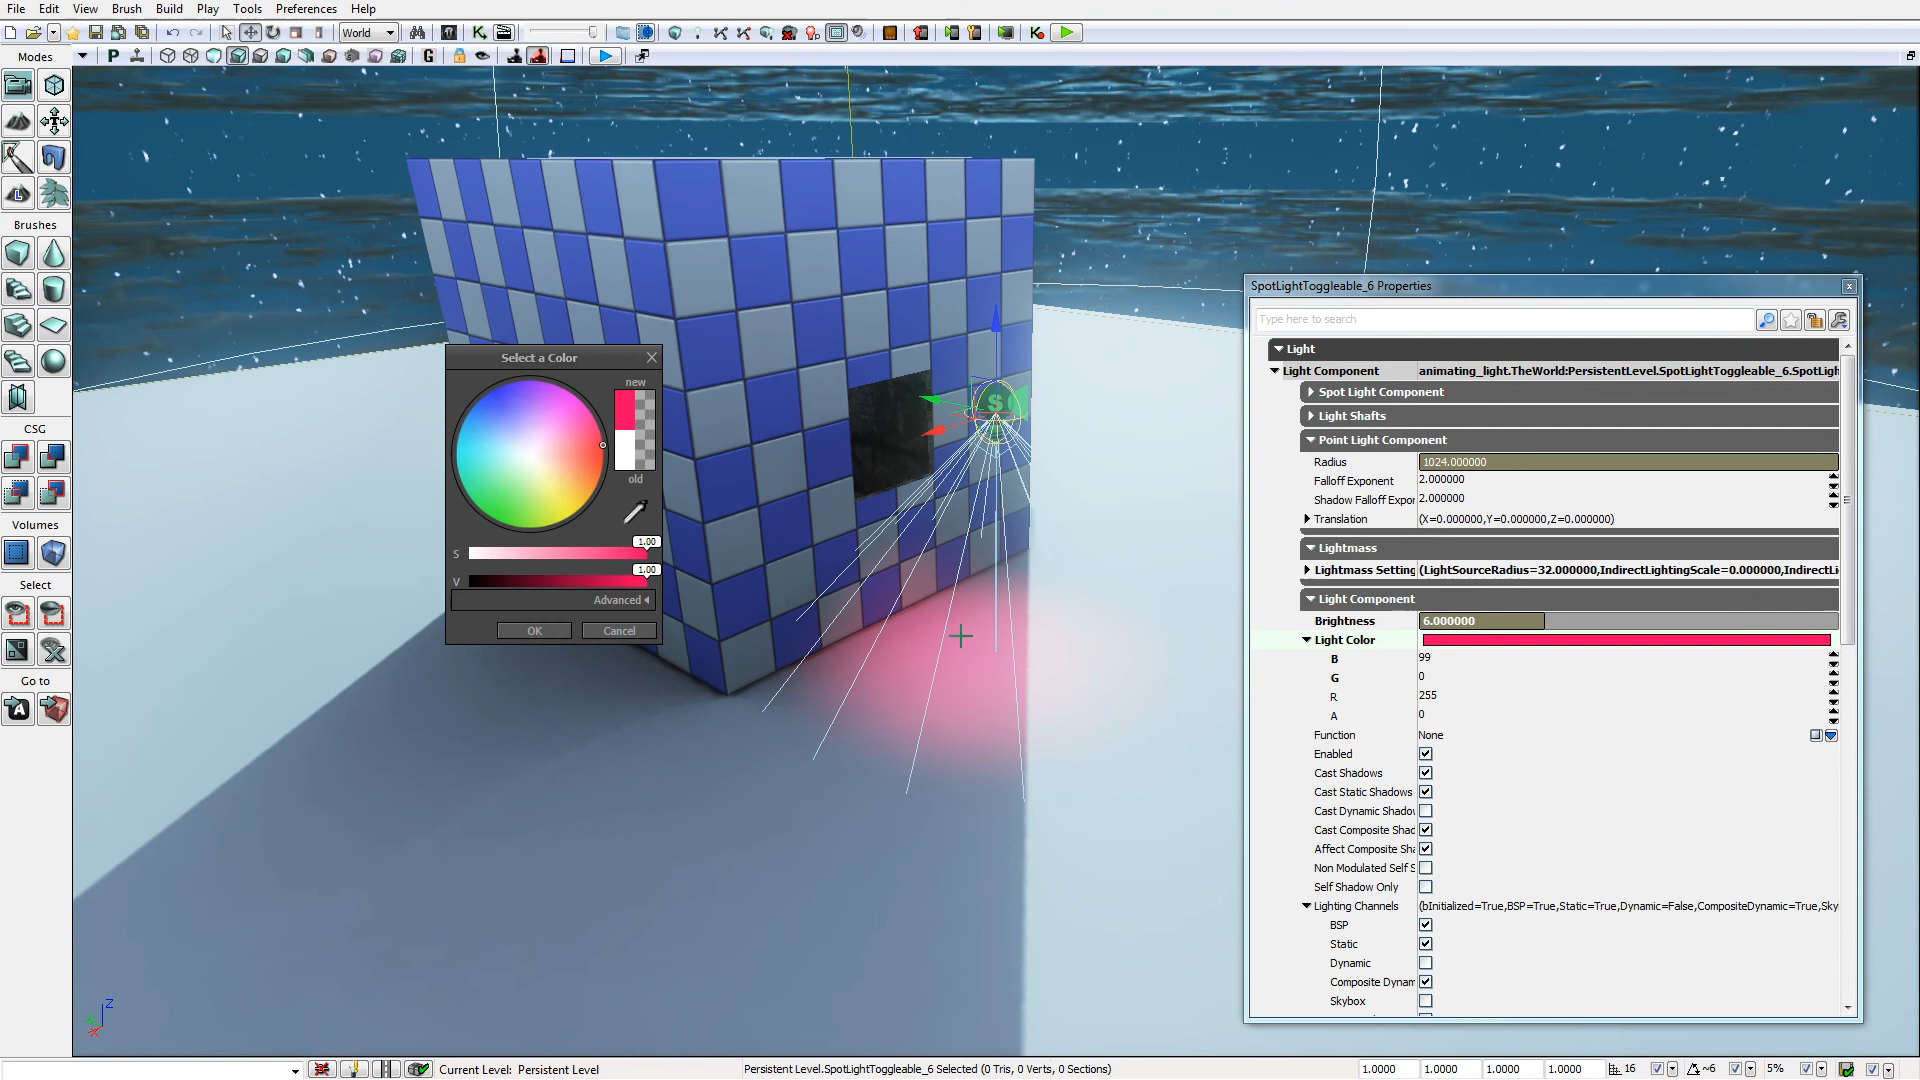 File Edit View Brush Build Play Tools Preferences Help
World
Modes
P
G
L
Brushes
CSG
Volumes
Select
Go to
A
Select a Color
new
old
S 1.00
V 1.00
Advanced
OK Cancel
S
Z
SpotLightToggleable_6 Properties
Type here to search
Light
Light Component animating_light.TheWorld:PersistentLevel.SpotLightToggleable_6.SpotLigh
Spot Light Component
Light Shafts
Point Light Component
Radius 1024.000000
Falloff Exponent 2.000000
Shadow Falloff Expor 2.000000
Translation (X=0.000000,Y=0.000000,Z=0.000000)
Lightmass
Lightmass Setting (LightSourceRadius=32.000000,IndirectLightingScale=0.000000,IndirectLi
Light Component
Brightness 6.000000
Light Color
B 99
G 0
R 255
A 0
Function None
Enabled
Cast Shadows
Cast Static Shadows
Cast Dynamic Shadov
Cast Composite Shad
Affect Composite Sha
Non Modulated Self S
Self Shadow Only
Lighting Channels (bInitialized=True,BSP=True,Static=True,Dynamic=False,CompositeDynamic=True,Sky
BSP
Static
Dynamic
Composite Dynam
Skybox
Current Level: Persistent Level Persistent Level.SpotLightToggleable_6 Selected (0 Tris, 0 Verts, 0 Sections) 1.0000 1.0000 1.0000 1.0000 16 ~6 5%